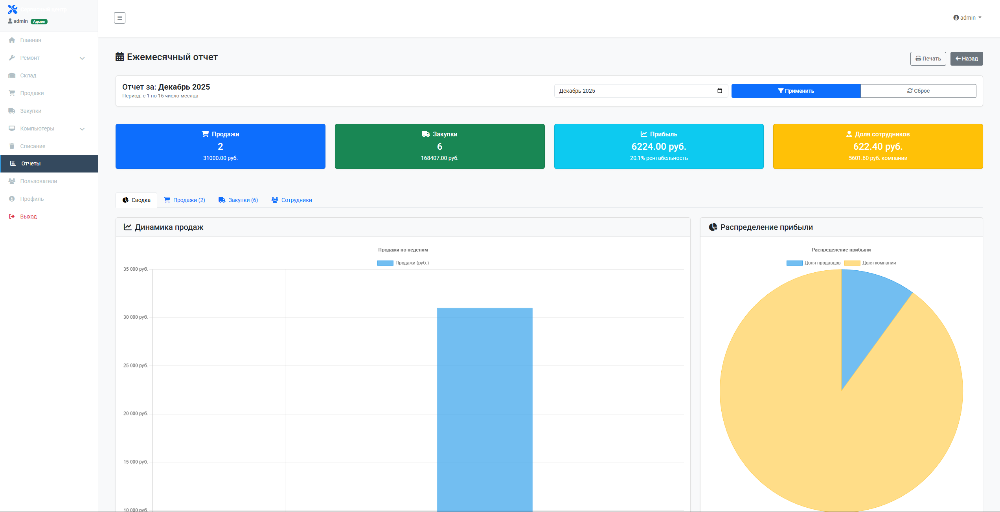 Сервисный центр
admin Админ
Главная
Ремонт
Склад
Продажи
Закупки
Компьютеры
Списание
Отчеты
Пользователи
Профиль
Выход
admin
Ежемесячный отчет
Печать
Назад
Отчет за: Декабрь 2025
Период: с 1 по 16 число месяца
Декабрь 2025
Применить
Сброс
Продажи
2
31000.00 руб.
Закупки
6
168407.00 руб.
Прибыль
6224.00 руб.
20.1% рентабельность
Доля сотрудников
622.40 руб.
5601.60 руб. компании
Сводка
Продажи (2)
Закупки (6)
Сотрудники
Динамика продаж
Продажи по неделям
Продажи (руб.)
35 000 руб.
30 000 руб.
25 000 руб.
20 000 руб.
15 000 руб.
10 000 руб.
Распределение прибыли
Распределение прибыли
Доля продавцов
Доля компании